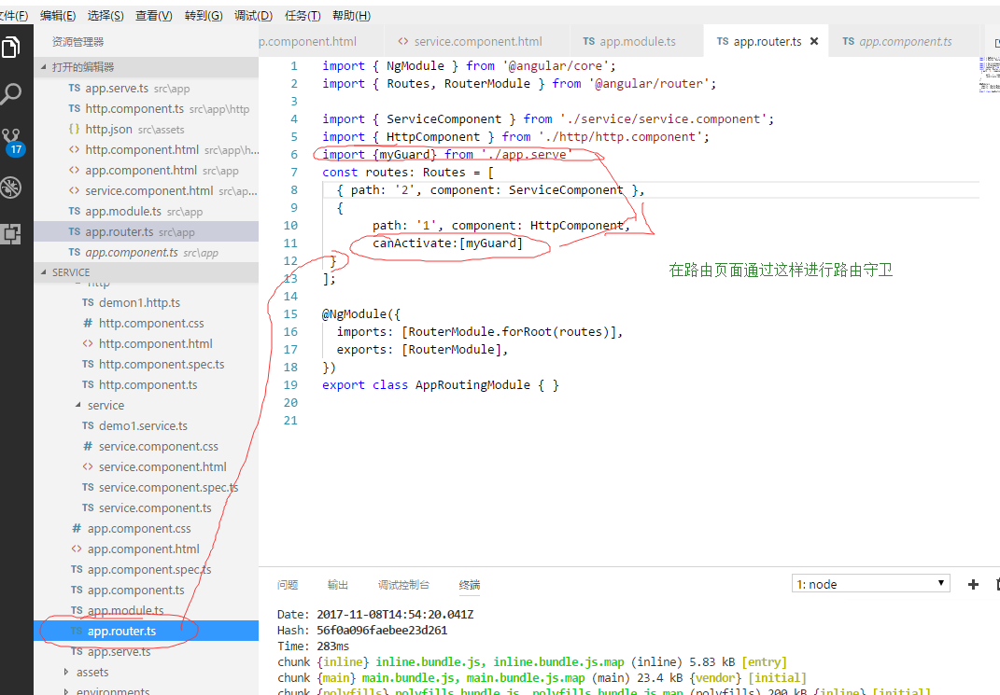 文件(F) 编辑(E) 选择(S) 查看(V) 转到(G) 调试(D) 任务(T) 帮助(H)
资源管理器
p.component.html <> service.component.html TS app.module.ts TS app.router.ts × TS app.component.ts
打开的编辑器
TS app.serve.ts src\app
TS http.component.ts src\app\http
{} http.json src\assets
<> http.component.html src\app\h...
<> app.component.html src\app
<> service.component.html src\ap...
TS app.module.ts src\app
TS app.router.ts src\app
TS app.component.ts src\app
17
SERVICE
http
TS demon1.http.ts
# http.component.css
<> http.component.html
TS http.component.spec.ts
TS http.component.ts
service
TS demo1.service.ts
# service.component.css
<> service.component.html
TS service.component.spec.ts
TS service.component.ts
# app.component.css
<> app.component.html
TS app.component.spec.ts
TS app.component.ts
TS app.module.ts
TS app.router.ts
TS app.serve.ts
assets
environments
1 import { NgModule } from '@angular/core';
2 import { Routes, RouterModule } from '@angular/router';
3
4 import { ServiceComponent } from './service/service.component';
5 import { HttpComponent } from './http/http.component';
6 import {myGuard} from './app.serve'
7 const routes: Routes = [
8 { path: '2', component: ServiceComponent },
9 {
10 path: '1', component: HttpComponent,
11 canActivate:[myGuard]
12 }
13 ];
14
15 @NgModule({
16 imports: [RouterModule.forRoot(routes)],
17 exports: [RouterModule],
18 })
19 export class AppRoutingModule { }
20
21
在路由页面通过这样进行路由守卫
问题 输出 调试控制台 终端 1: node
Date: 2017-11-08T14:54:20.041Z
Hash: 56f0a096faebee23d261
Time: 283ms
chunk {inline} inline.bundle.js, inline.bundle.js.map (inline) 5.83 kB [entry]
chunk {main} main.bundle.js, main.bundle.js.map (main) 23.4 kB {vendor} [initial]
chunk {polyfills} polyfills.bundle.js, polyfills.bundle.js.map (polyfills) 200 kB {inline} [initial]